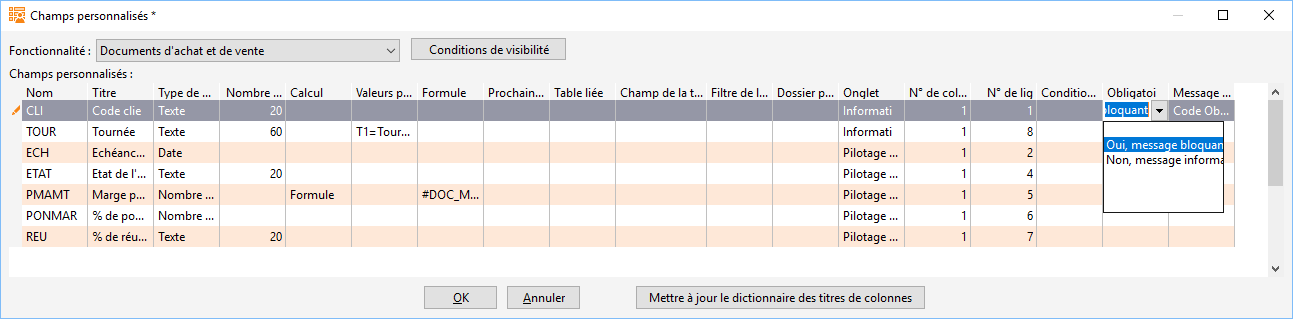 Champs personnalisés *
Fonctionnalité : Documents d'achat et de vente Conditions de visibilité
Champs personnalisés :
Nom Titre Type de ... Nombre ... Calcul Valeurs p... Formule Prochain... Table liée Champ de la t... Filtre de l... Dossier p... Onglet N° de col... N° de liq Conditio... Obligatoi Message ...
CLI Code clie Texte 20 Informati 1 1 bloquant Code Ob...
TOUR Tournée Texte 60 T1=Tour... Informati 1 8
Oui, message bloquan
ECH Echéanc... Date Pilotage ... 1 2
Non, message informa
ETAT Etat de l'... Texte 20 Pilotage ... 1 4
PMAMT Marge p... Nombre ... Formule #DOC_M... Pilotage ... 1 5
PONMAR % de po... Nombre ... Pilotage ... 1 6
REU % de réu... Texte 20 Pilotage ... 1 7
OK Annuler Mettre à jour le dictionnaire des titres de colonnes